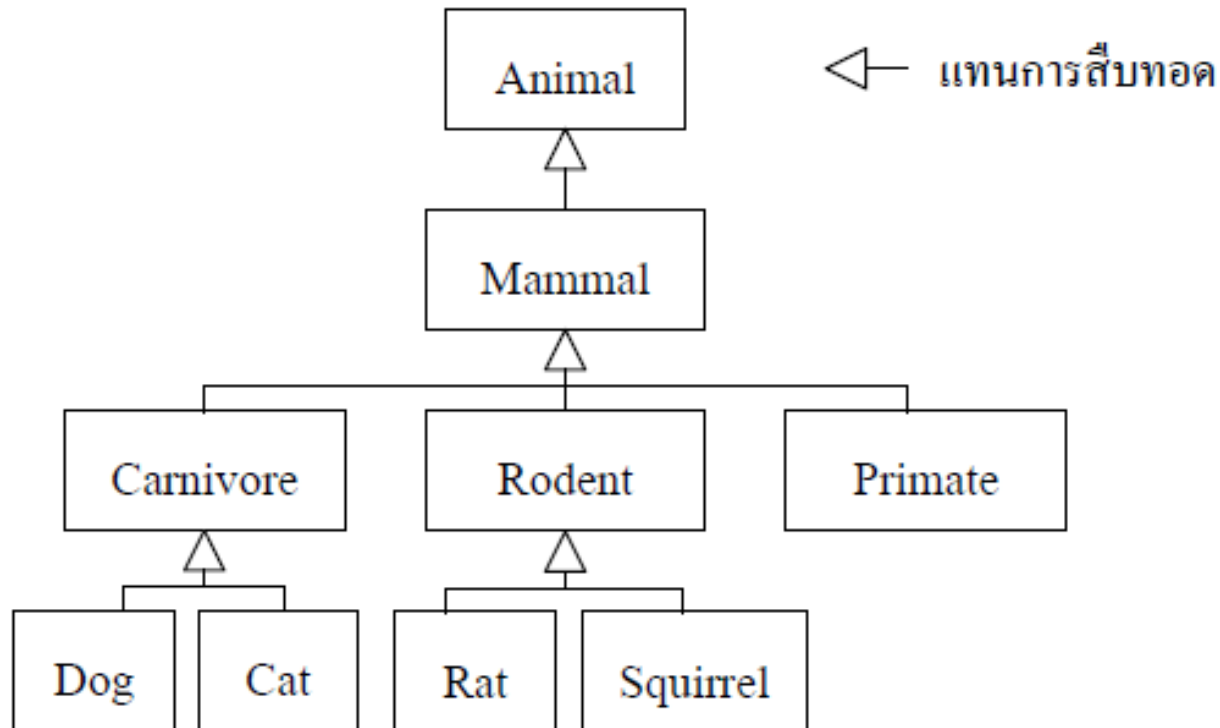 Animal
แทนการสืบทอด
Mammal
Carnivore
Rodent
Primate
Dog
Cat
Rat
Squirrel